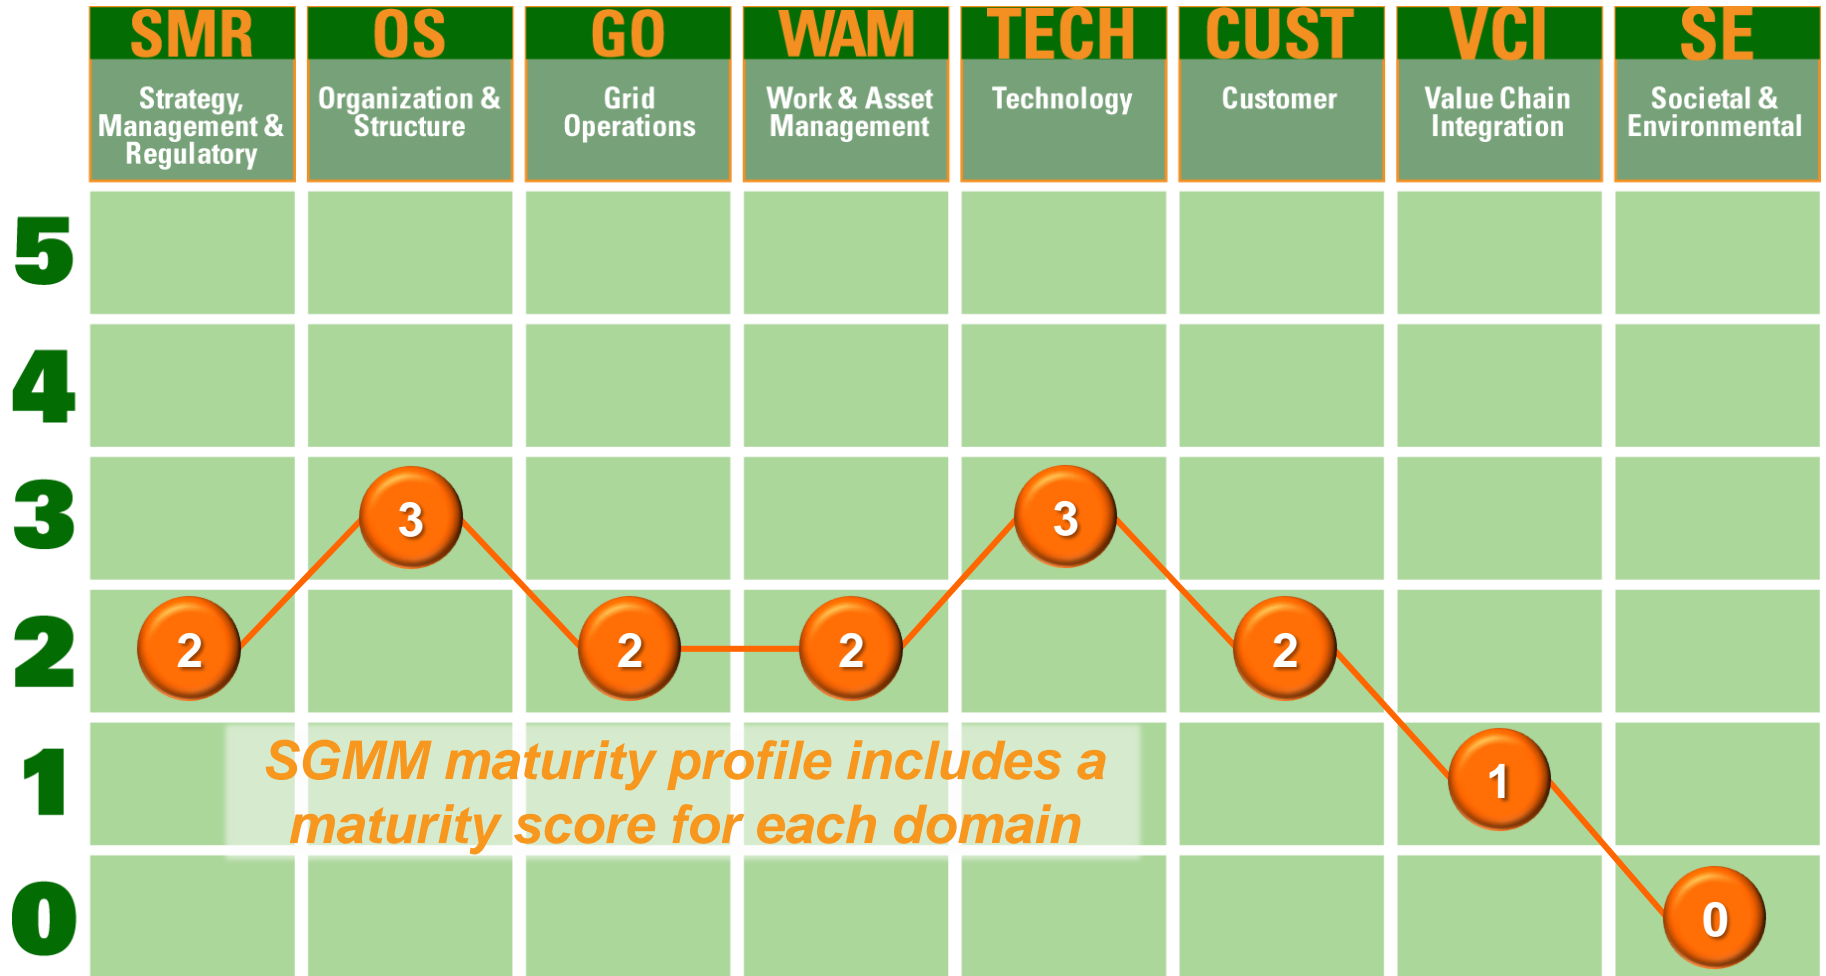 SMR OS GO WAM TECH CUST VCI SE
Strategy,
Management &
Regulatory
Organization &
Structure
Grid
Operations
Work & Asset
Management
Technology
Customer
Value Chain
Integration
Societal &
Environmental
5
4
3
3 3
2
2 2 2 2
1
SGMM maturity profile includes a
maturity score for each domain
1
0
0